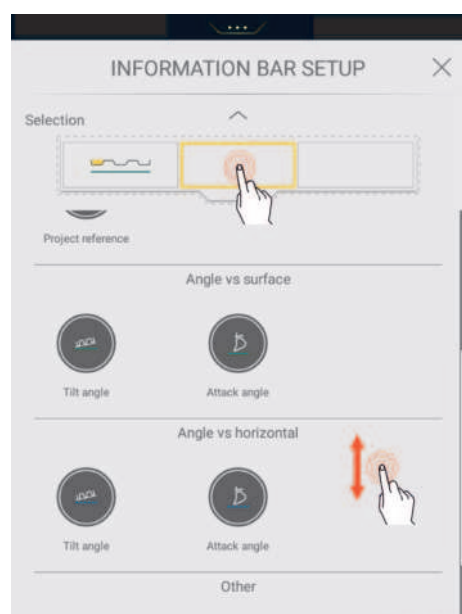 INFORMATION BAR SETUP
Selection
Project reference
Angle vs surface
Tilt angle Attack angle
Angle vs horizontal
Tilt angle Attack angle
Other